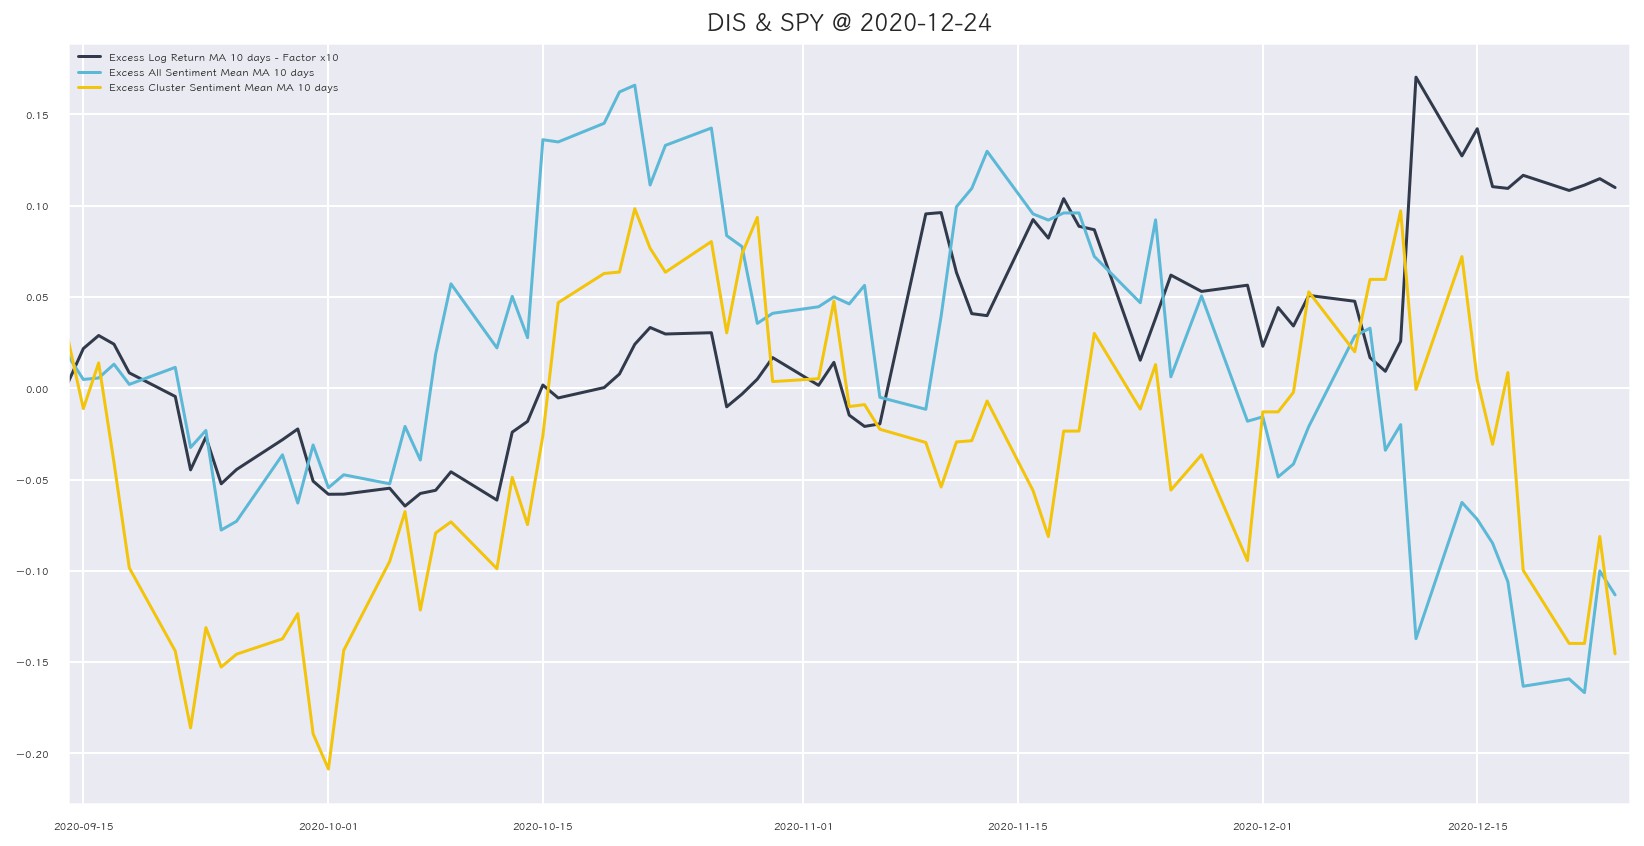 DIS & SPY @ 2020-12-24
Excess Log Return MA 10 days - Factor x10
Excess All Sentiment Mean MA 10 days
Excess Cluster Sentiment Mean MA 10 days
0.15
0.10
0.05
0.00
−0.05
−0.10
−0.15
−0.20
2020-09-15 2020-10-01 2020-10-15 2020-11-01 2020-11-15 2020-12-01 2020-12-15